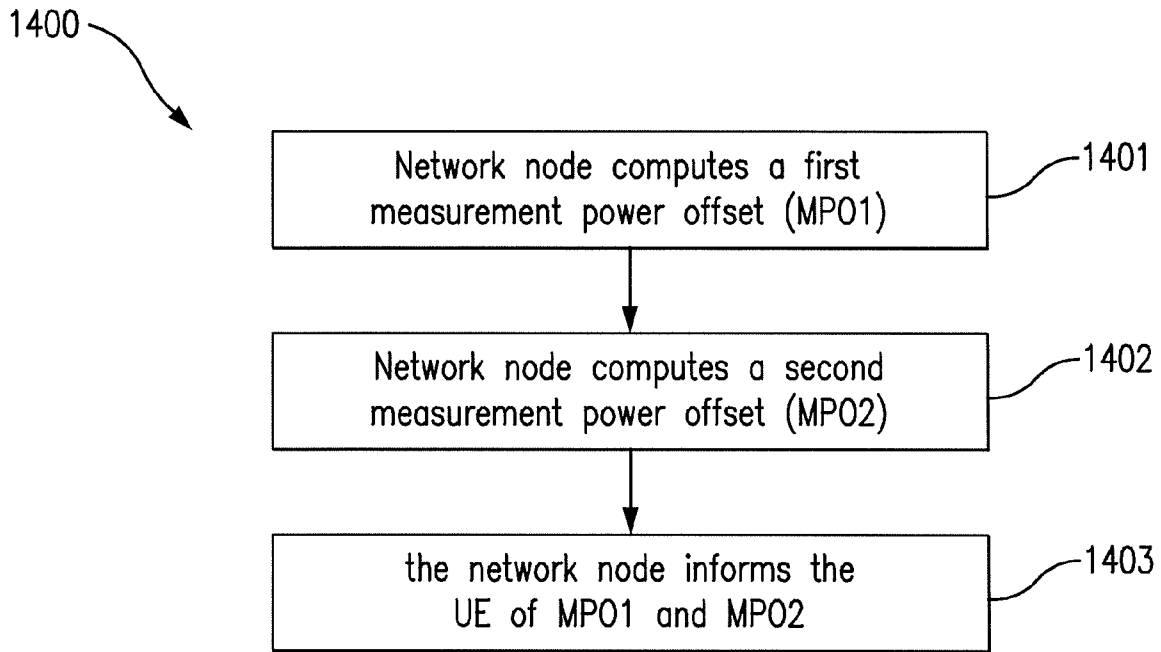 1400
Network node computes a first
measurement power offset (MPO1)
1401
Network node computes a second
measurement power offset (MPO2)
1402
the network node informs the
UE of MPO1 and MPO2
1403